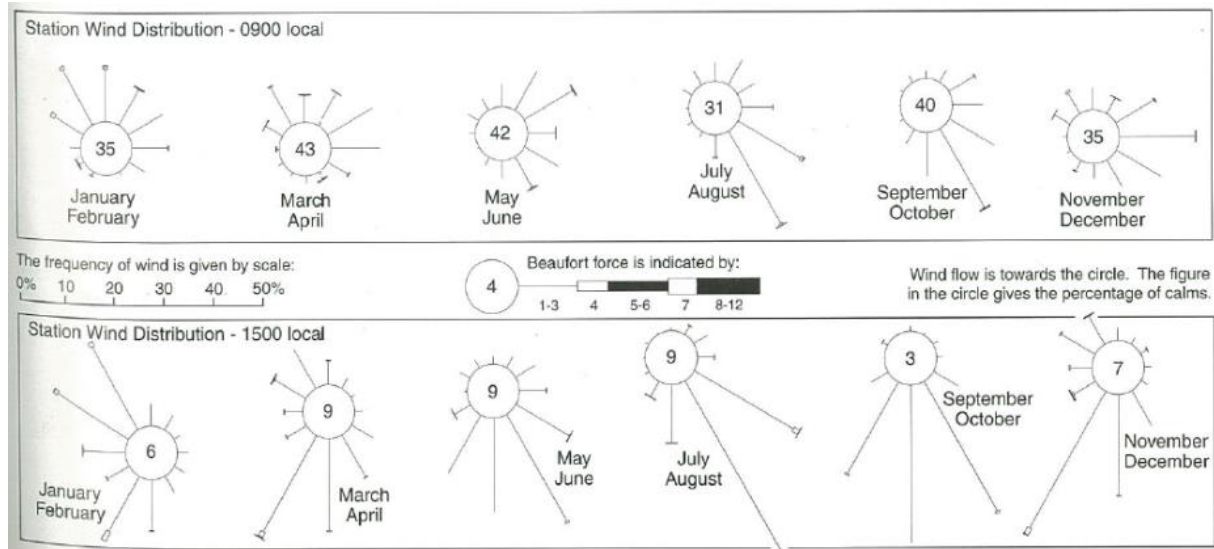 Station Wind Distribution - 0900 local
35
January
February
43
March
April
42
May
June
31
July
August
40
September
October
35
November
December
The frequency of wind is given by scale:
0% 10 20 30 40 50%
4
Beaufort force is indicated by:
1-3 4 5-6 7 8-12
Wind flow is towards the circle. The figure
in the circle gives the percentage of calms.
Station Wind Distribution - 1500 local
6
January
February
9
March
April
9
May
June
9
July
August
3
September
October
7
November
December